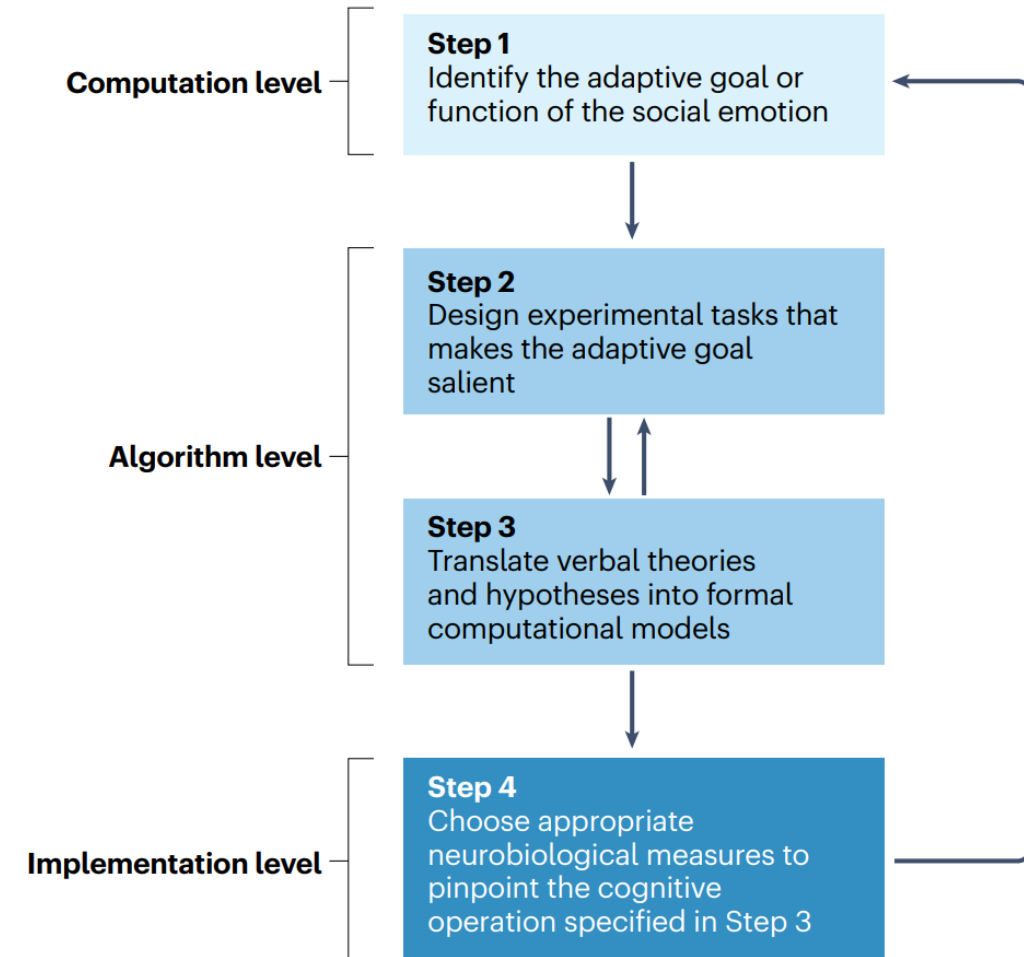 Computation level
Step 1
Identify the adaptive goal or
function of the social emotion
Algorithm level
Step 2
Design experimental tasks that
makes the adaptive goal
salient
Step 3
Translate verbal theories
and hypotheses into formal
computational models
Implementation level
Step 4
Choose appropriate
neurobiological measures to
pinpoint the cognitive
operation specified in Step 3